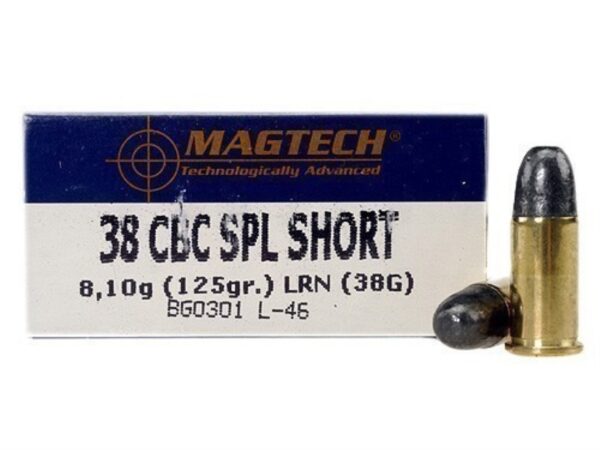 MAGTECH®
Technologically Advanced
38 CBC SPL SHORT
8,10g (125gr.) LRN (38G)
BG0301 L-46